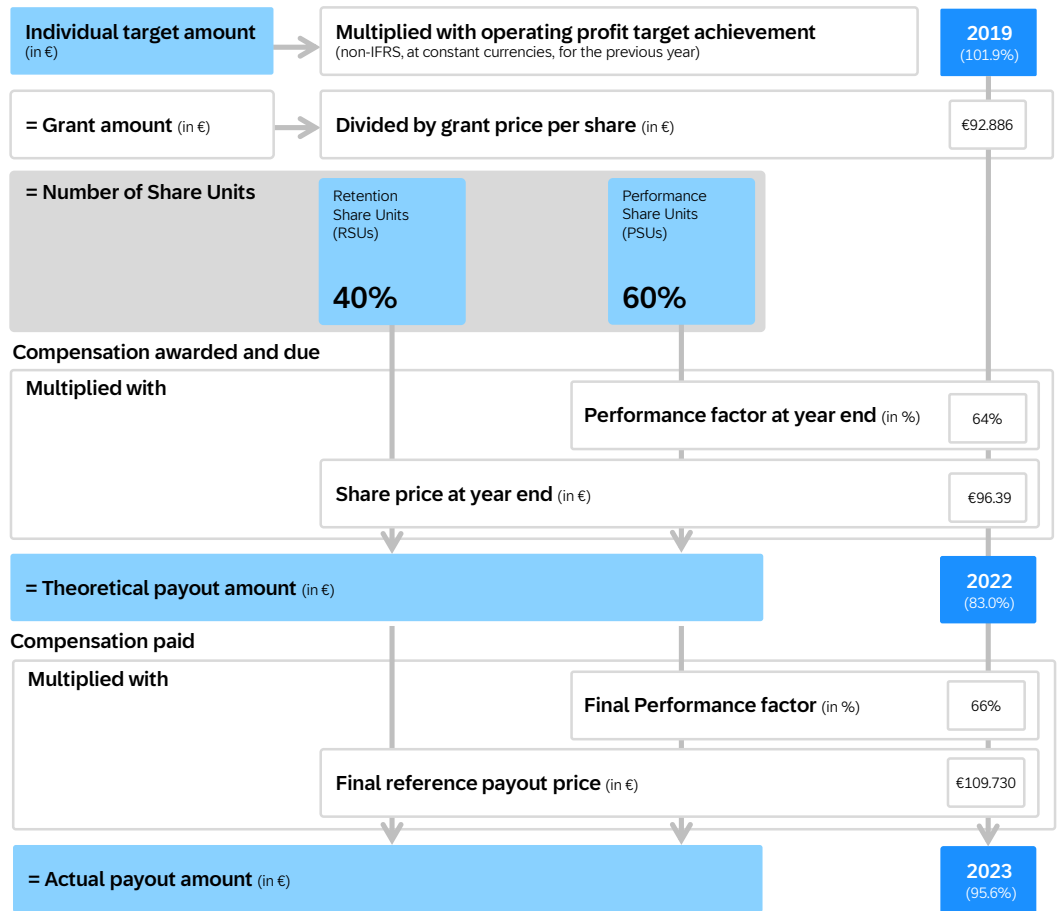 Individual target amount
(in €)
Multiplied with operating profit target achievement
(non-IFRS, at constant currencies, for the previous year)
2019
(101.9%)
= Grant amount (in €)
Divided by grant price per share (in €)
€92.886
= Number of Share Units
Retention
Share Units
(RSUs)
40%
Performance
Share Units
(PSUs)
60%
Compensation awarded and due
Multiplied with
Performance factor at year end (in %)
64%
Share price at year end (in €)
€96.39
= Theoretical payout amount (in €)
2022
(83.0%)
Compensation paid
Multiplied with
Final Performance factor (in %)
66%
Final reference payout price (in €)
€109.730
= Actual payout amount (in €)
2023
(95.6%)